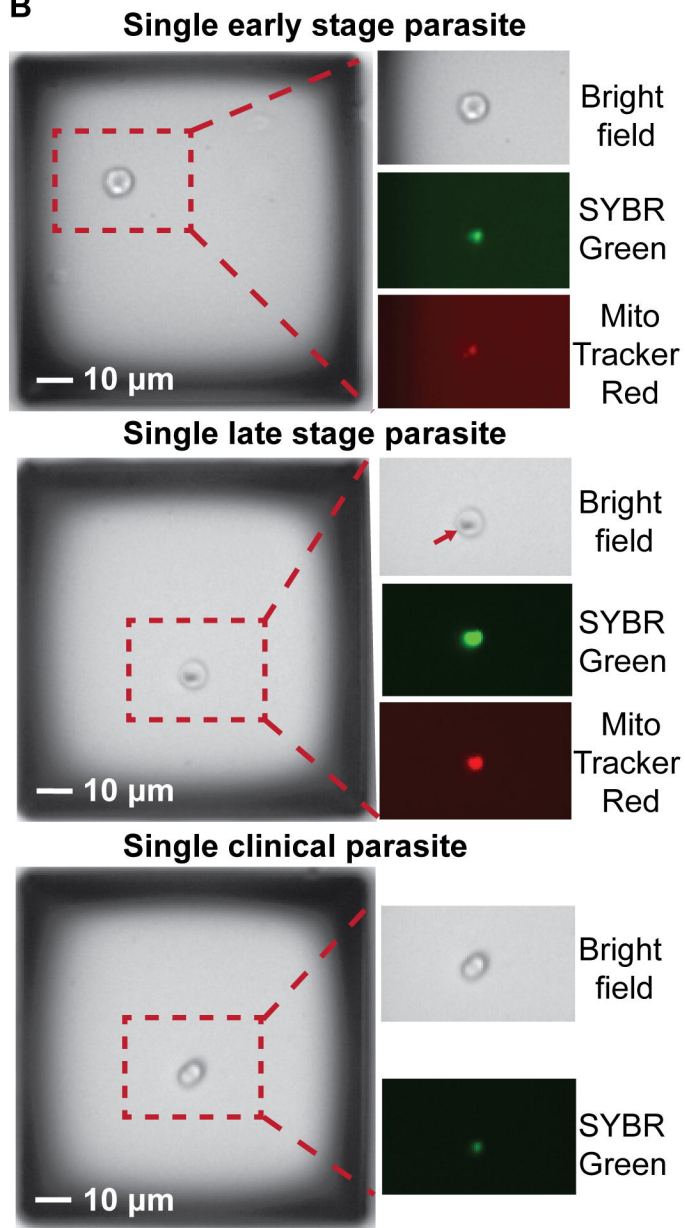 B
Single early stage parasite
Bright
field
SYBR
Green
Mito
Tracker
Red
10 µm
Single late stage parasite
Bright
field
SYBR
Green
Mito
Tracker
Red
10 µm
Single clinical parasite
Bright
field
SYBR
Green
10 µm